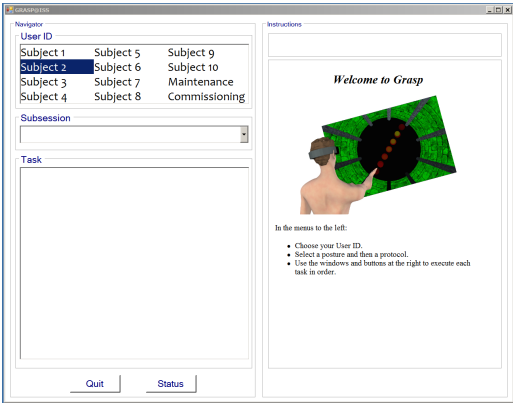 GRASP@ISS
Navigator
User ID
Subject 1 Subject 5 Subject 9
Subject 2 Subject 6 Subject 10
Subject 3 Subject 7 Maintenance
Subject 4 Subject 8 Commissioning
Subsession
Task
Quit Status
Instructions
Welcome to Grasp
In the menus to the left:
• Choose your User ID.
• Select a posture and then a protocol.
• Use the windows and buttons at the right to execute each
task in order.